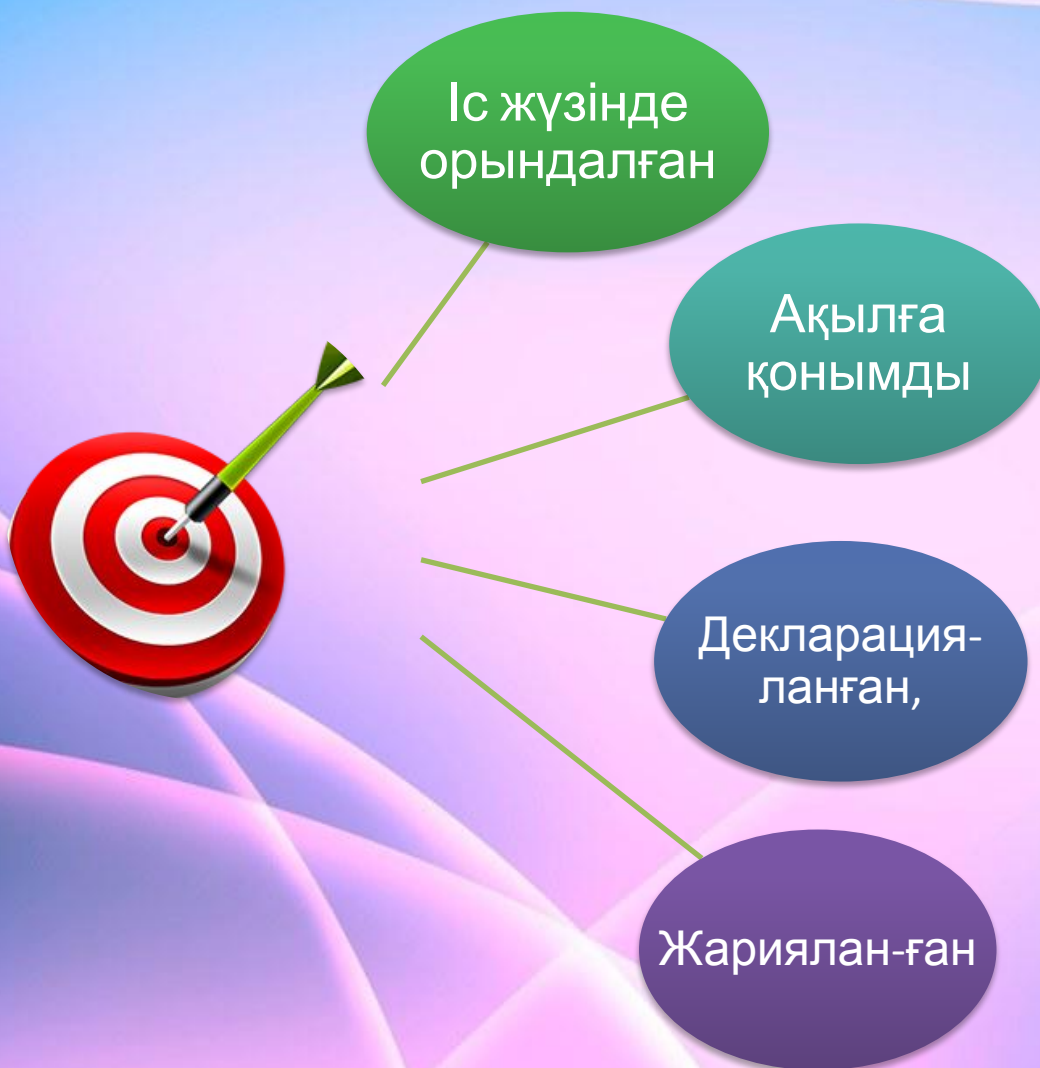 Іс жүзінде
орындалған
Ақылға
қонымды
Декларация-
ланған,
Жариялан-ған